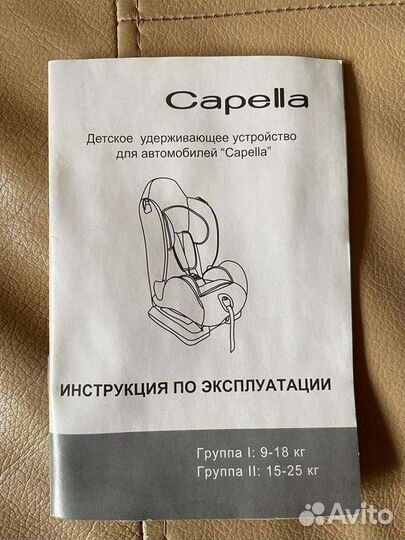 Capella
Детское удерживающее устройство
для автомобилей "Capella"
ИНСТРУКЦИЯ ПО ЭКСПЛУАТАЦИИ
Группа I: 9-18 кг
Группа II: 15-25 кг
Avito